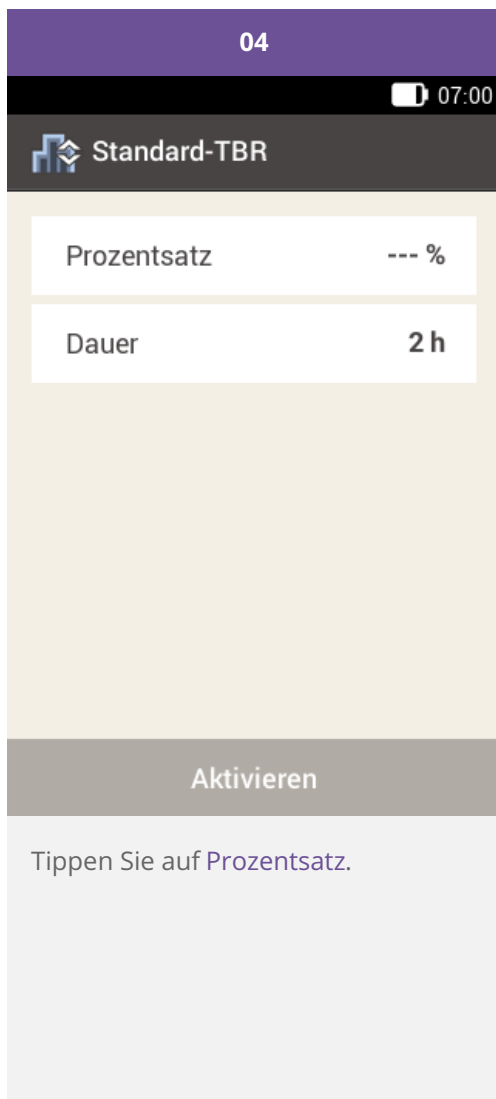 04
07:00
Standard-TBR
Prozentsatz --- %
Dauer 2 h
Aktivieren
Tippen Sie auf Prozentsatz.